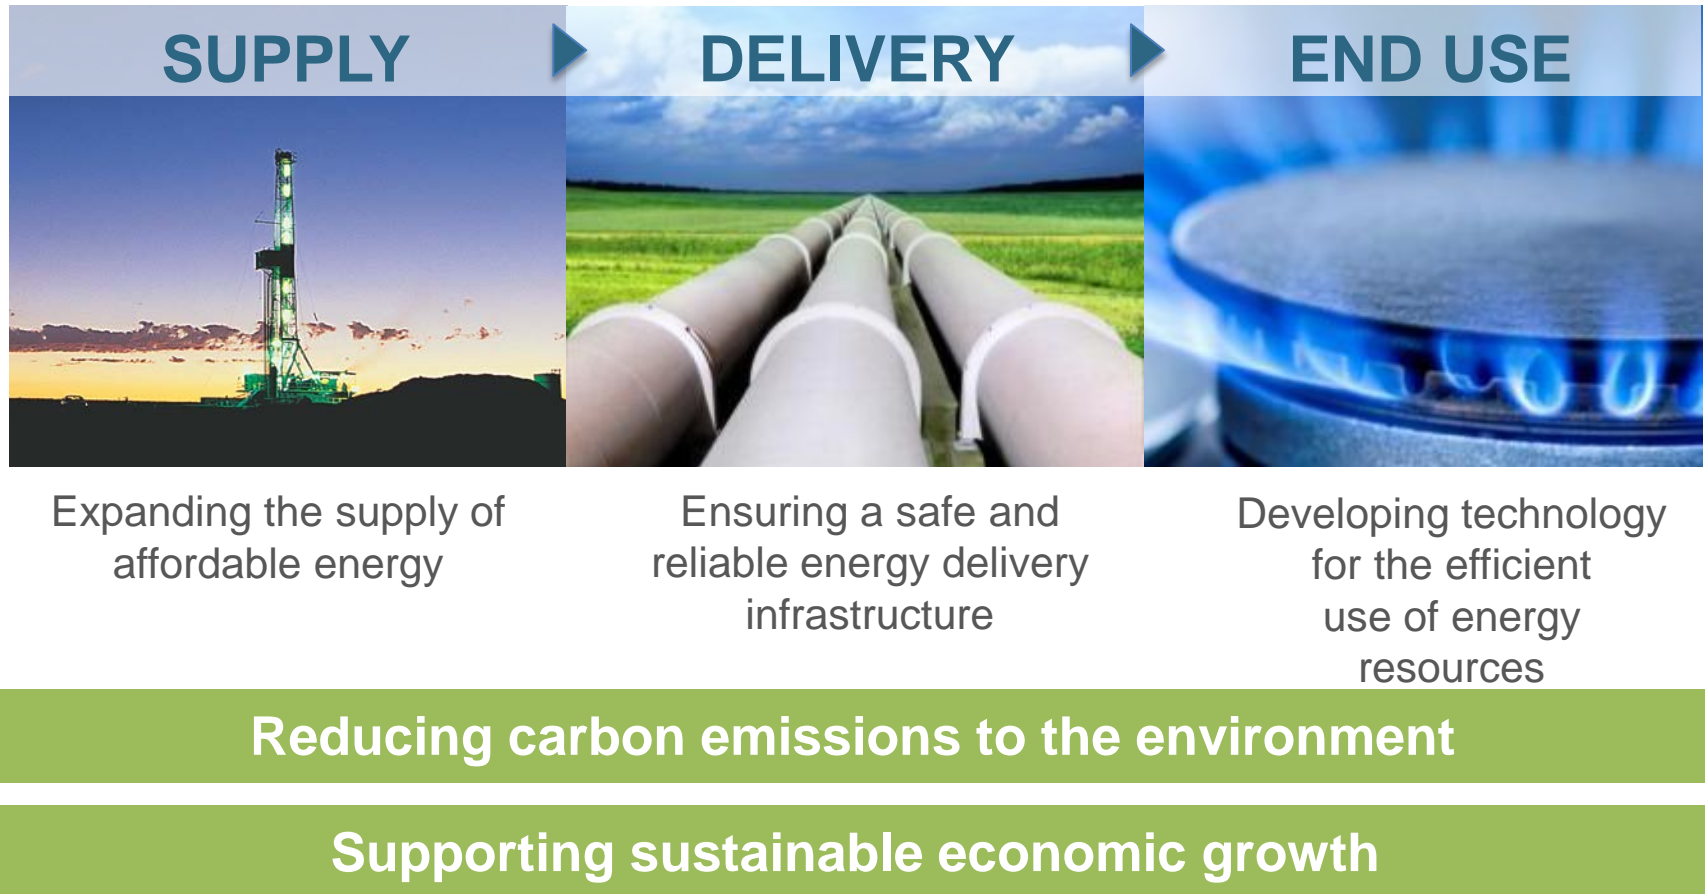 SUPPLY
DELIVERY
END USE
Expanding the supply of
affordable energy
Ensuring a safe and
reliable energy delivery
infrastructure
Developing technology
for the efficient
use of energy
resources
Reducing carbon emissions to the environment
Supporting sustainable economic growth